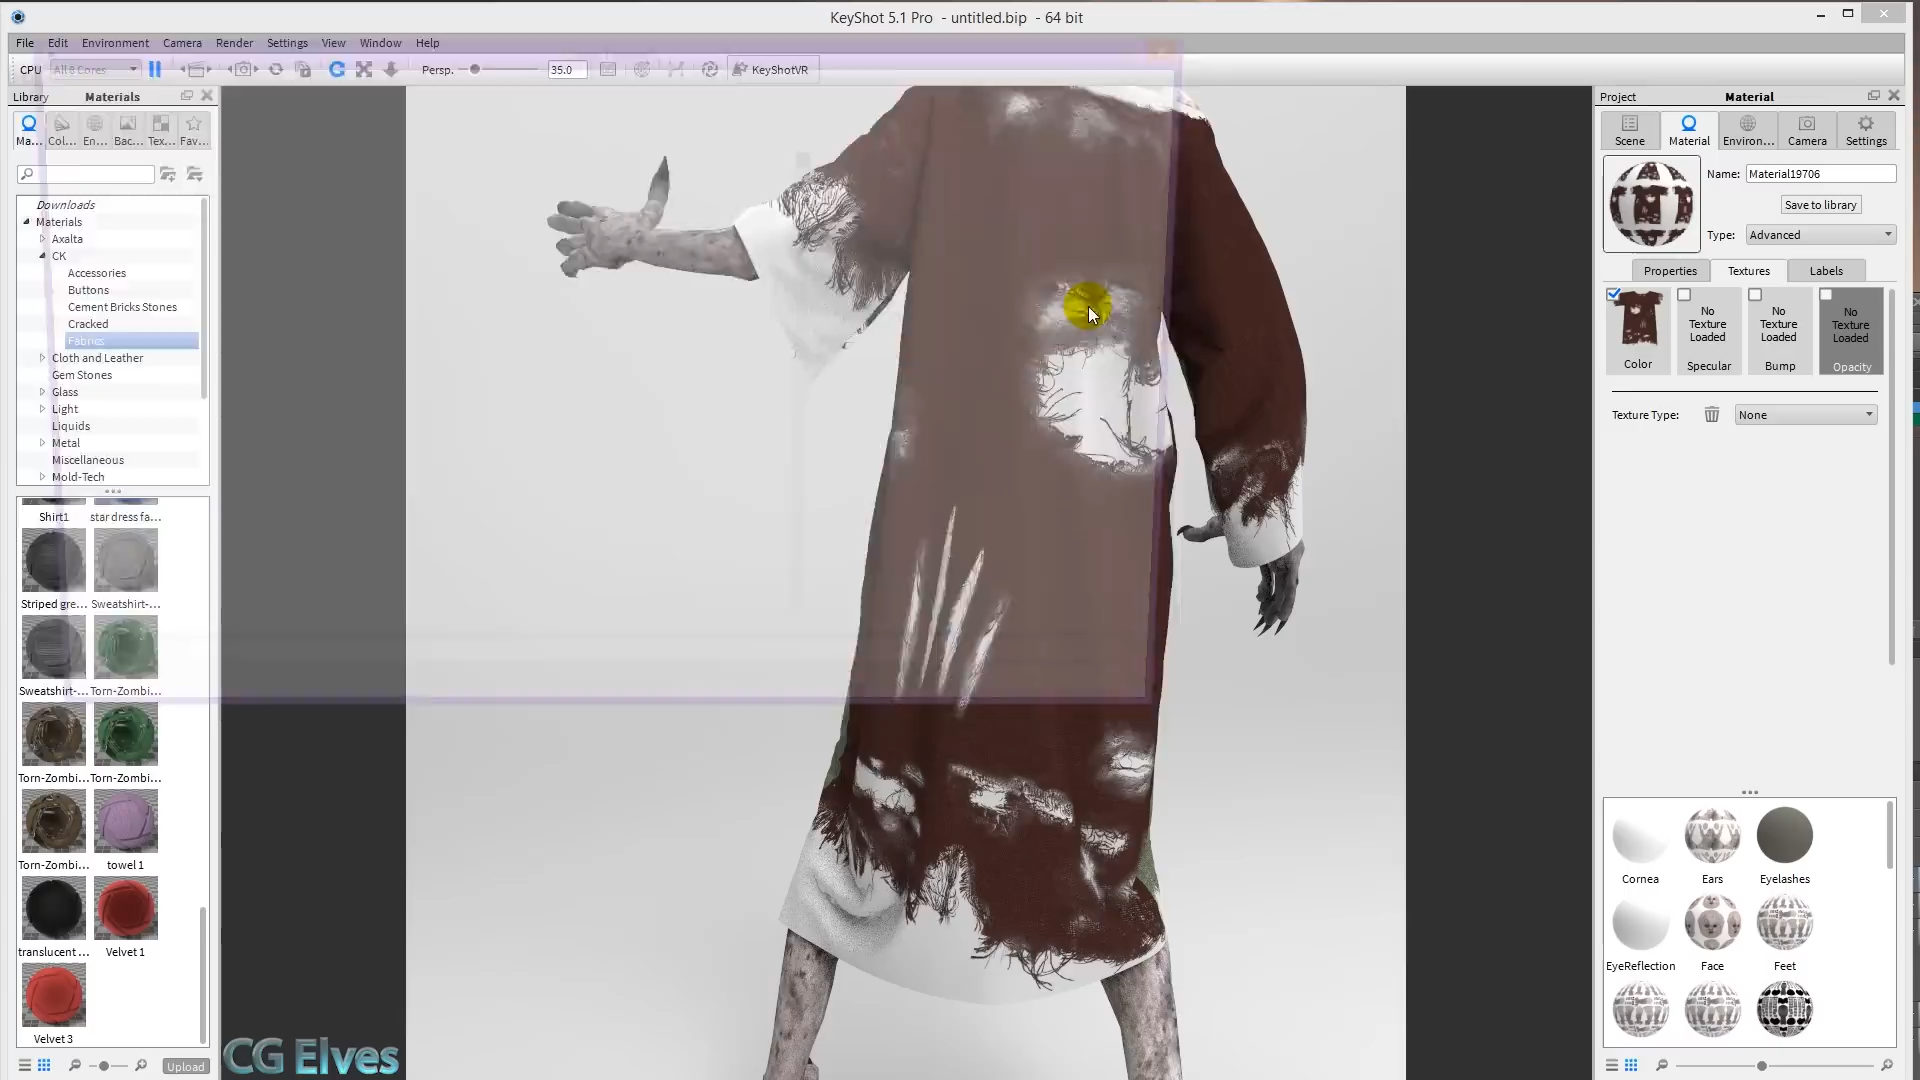 KeyShot 5.1 Pro - untitled.bip - 64 bit
File Edit Environment Camera Render Settings View Window Help
CPU All 8 Cores Persp. 35.0 KeyShotVR
Library Materials
Ma... Col... En... Bac... Tex... Fav...
Downloads
Materials
Axalta
CK
Accessories
Buttons
Cement Bricks Stones
Cracked
Fabrics
Cloth and Leather
Gem Stones
Glass
Light
Liquids
Metal
Miscellaneous
Mold-Tech
Shirt1 star dress fa...
Striped gre... Sweatshirt-...
Sweatshirt-... Torn-Zombi...
Torn-Zombi... Torn-Zombi...
Torn-Zombi... towel 1
translucent ... Velvet 1
Velvet 3
Upload
CG Elves
Project Material
Scene Material Environ... Camera Settings
Name: Material19706
Save to library
Type: Advanced
Properties Textures Labels
No Texture Loaded No Texture Loaded No Texture Loaded
Color Specular Bump Opacity
Texture Type: None
Cornea Ears Eyelashes
EyeReflection Face Feet